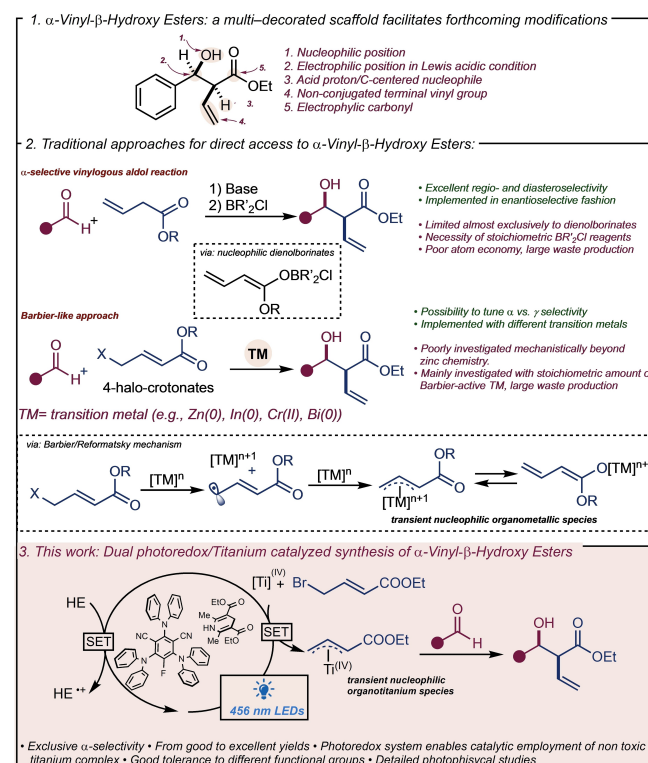 1. α-Vinyl-β-Hydroxy Esters: a multi–decorated scaffold facilitates forthcoming modifications
1.
H OH O
2.
5.
OEt
H
3.
4.
1. Nucleophilic position
2. Electrophilic position in Lewis acidic condition
3. Acid proton/C-centered nucleophile
4. Non-conjugated terminal vinyl group
5. Electrophylic carbonyl
2. Traditional approaches for direct access to α-Vinyl-β-Hydroxy Esters:
α-selective vinylogous aldol reaction
O
H
+
O
OR
1) Base
2) BR'2Cl
OH O
OEt
• Excellent regio- and diasteroselectivity
• Implemented in enantioselective fashion
• Limited almost exclusively to dienolborinates
• Necessity of stoichiometric BR'2Cl reagents
• Poor atom economy, large waste production
via: nucleophilic dienolborinates
OBR'2Cl
OR
Barbier-like approach
O
H
+
X
OR
O
4-halo-crotonates
TM
OH O
OEt
• Possibility to tune α vs. γ selectivity
• Implemented with different transition metals
• Poorly investigated mechanistically beyond
zinc chemistry.
• Mainly investigated with stoichiometric amount o
Barbier-active TM, large waste production
TM= transition metal (e.g., Zn(0), In(0), Cr(II), Bi(0))
via: Barbier/Reformatsky mechanism
X
OR
O
[TM]n
[TM]n+1
+
OR
O
[TM]n
OR
O
[TM]n+1
O[TM]n+
OR
transient nucleophilic organometallic species
3. This work: Dual photoredox/Titanium catalyzed synthesis of α-Vinyl-β-Hydroxy Esters
[Ti](IV) + Br COOEt
HE
SET
HE•+
N
NC CN
N N
F
EtO2C
Me
HN
CO2Et
Me
SET
456 nm LEDs
COOEt
Ti(IV)
transient nucleophilic
organotitanium species
O
H
OH O
OEt
• Exclusive α-selectivity • From good to excellent yields • Photoredox system enables catalytic employment of non toxic
titanium complex • Good tolerance to different functional groups • Detailed photophisycal studies